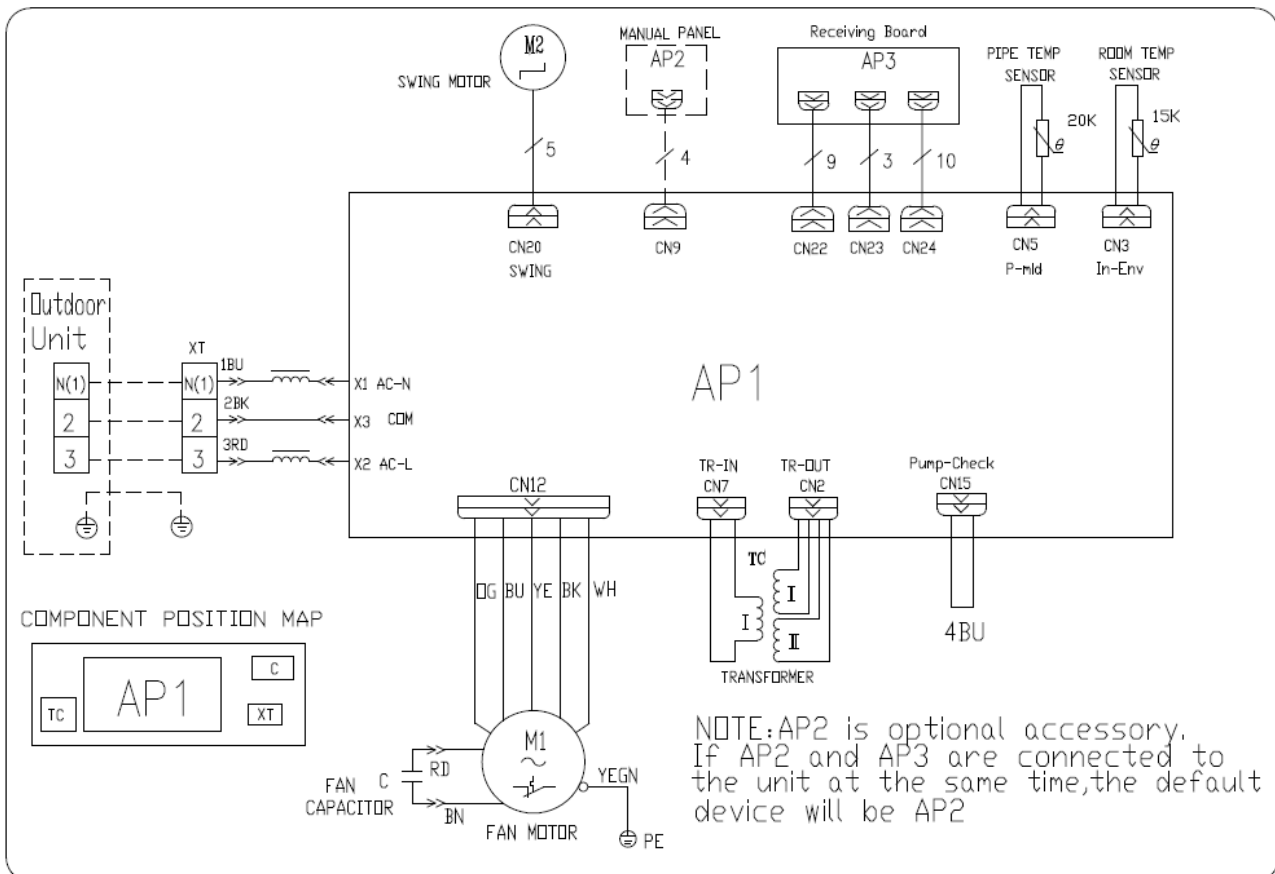 M2
SWING MOTOR
5
MANUAL PANEL
AP2
4
Receiving Board
AP3
9
3
10
PIPE TEMP
SENSOR
20K
θ
ROOM TEMP
SENSOR
15K
θ
CN20
SWING
CN9
CN22
CN23
CN24
CN5
P-mid
CN3
In-Env
Outdoor
Unit
N(1)
2
3
XT
N(1)
2
3
1BU
2BK
3RD
X1 AC-N
X3 COM
X2 AC-L
AP1
CN12
TR-IN
CN7
TR-OUT
CN2
Pump-Check
CN15
OG
BU
YE
BK
WH
TC
I
I
II
TRANSFORMER
4BU
COMPONENT POSITION MAP
TC
AP1
C
XT
FAN
CAPACITOR
C
RD
BN
M1
~
FAN MOTOR
YEGN
PE
NOTE:AP2 is optional accessory.
If AP2 and AP3 are connected to
the unit at the same time,the default
device will be AP2